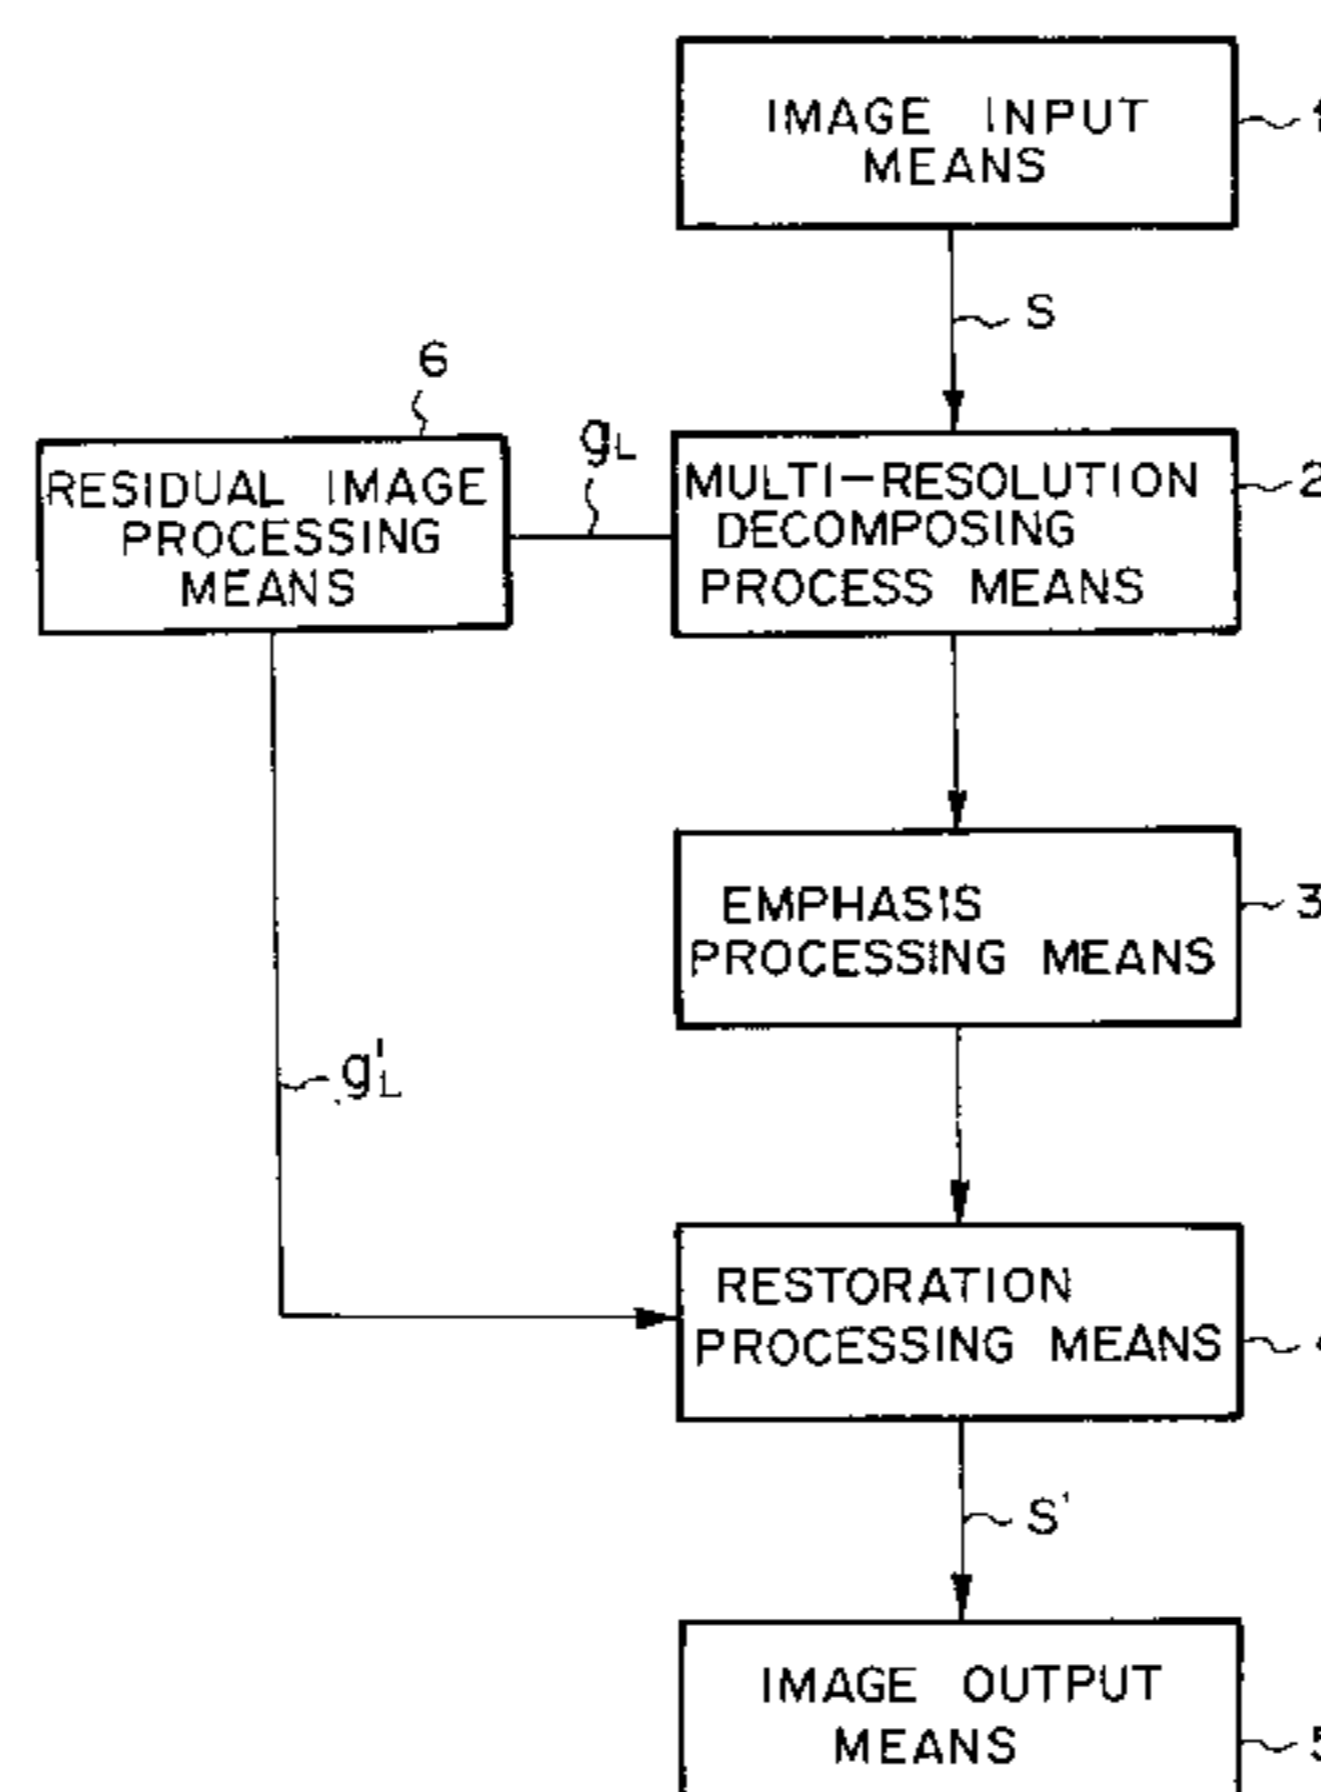 IMAGE INPUT
MEANS
S
6
gL
RESIDUAL IMAGE
PROCESSING
MEANS
MULTI-RESOLUTION
DECOMPOSING
PROCESS MEANS
2
EMPHASIS
PROCESSING MEANS
3
g'L
RESTORATION
PROCESSING MEANS
S'
IMAGE OUTPUT
MEANS
5